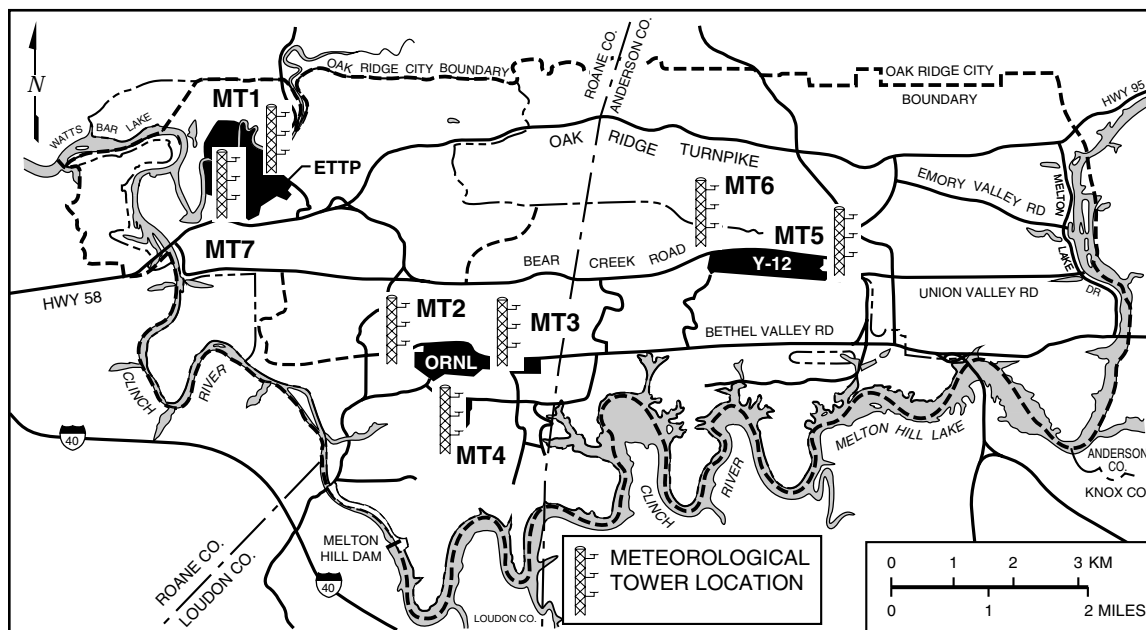 N
OAK RIDGE CITY BOUNDARY
ROANE CO.
ANDERSON CO.
OAK RIDGE CITY
BOUNDARY
HWY 95
WATTS BAR LAKE
MT1
ETTP
OAK RIDGE TURNPIKE
MT6
EMORY VALLEY RD
MELTON LAKE DR
MT7
MT5
BEAR CREEK ROAD
Y-12
HWY 58
UNION VALLEY RD
MT2
MT3
BETHEL VALLEY RD
ORNL
CLINCH RIVER
MT4
MELTON HILL LAKE
40
CLINCH RIVER
ANDERSON
CO.
KNOX CO.
ROANE CO.
LOUDON CO.
MELTON
HILL DAM
40
LOUDON CO.
METEOROLOGICAL
TOWER LOCATION
0 1 2 3 KM
0 1 2 MILES